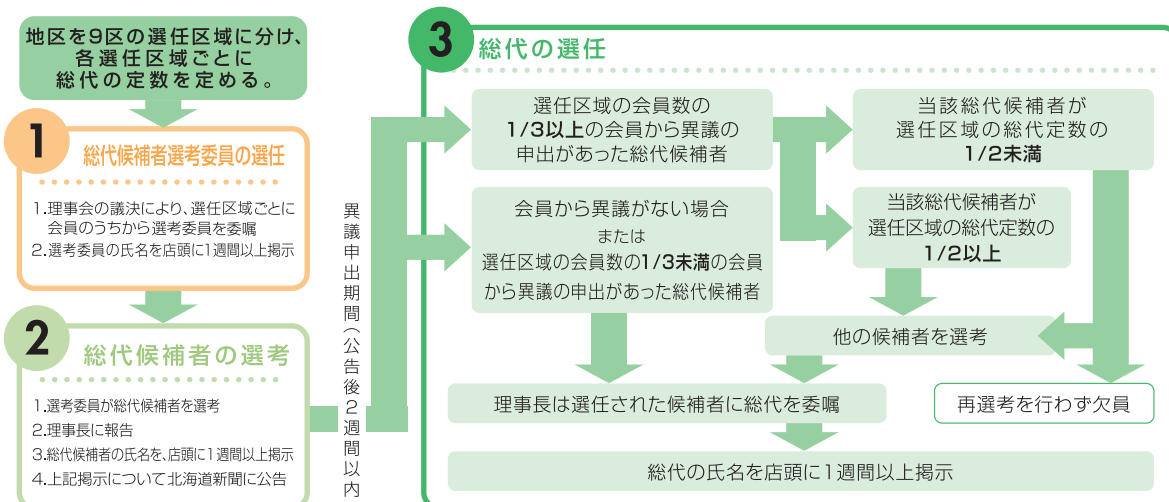 地区を9区の選任区域に分け、
各選任区域ごとに
総代の定数を定める。
1
総代候補者選考委員の選任
1.理事会の議決により、選任区域ごとに
会員のうちから選考委員を委嘱
2.選考委員の氏名を店頭に1週間以上掲示
2
総代候補者の選考
1.選考委員が総代候補者を選考
2.理事長に報告
3.総代候補者の氏名を、店頭に1週間以上掲示
4.上記掲示について北海道新聞に公告
異議申出期間(公告後2週間以内
3
総代の選任
選任区域の会員数の
1/3以上の会員から異議の
申出があった総代候補者
当該総代候補者が
選任区域の総代定数の
1/2未満
会員から異議がない場合
または
選任区域の会員数の1/3未満の会員
から異議の申出があった総代候補者
当該総代候補者が
選任区域の総代定数の
1/2以上
他の候補者を選考
理事長は選任された候補者に総代を委嘱
再選考を行わず欠員
総代の氏名を店頭に1週間以上掲示